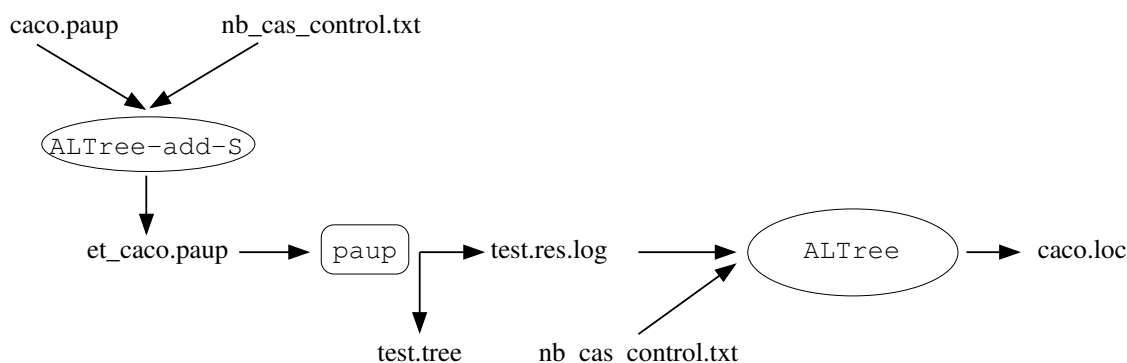 caco.paup nb_cas_control.txt
ALTree-add-S
et_caco.paup paup test.res.log ALTree caco.loc
test.tree nb_cas_control.txt